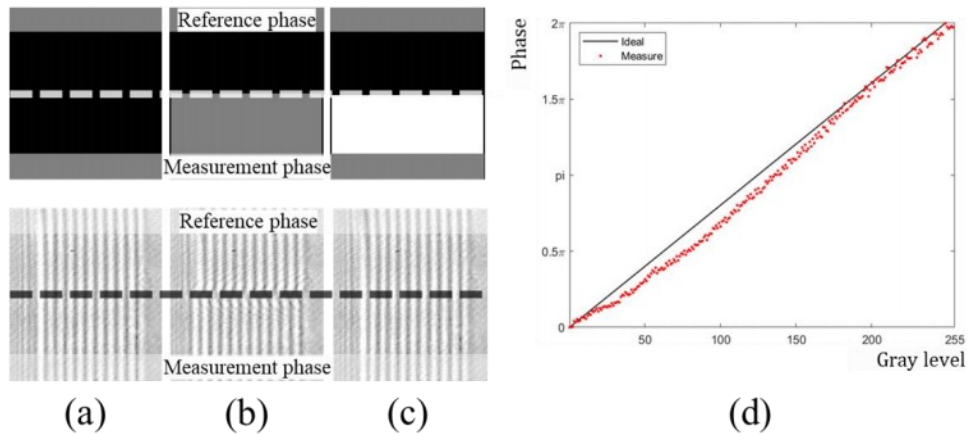 Reference phase
Measurement phase
Reference phase
Measurement phase
(a)
(b)
(c)
Phase
2π
1.5π
pi
0.5π
0
Ideal
Measure
50
100
150
200
255
Gray level
(d)